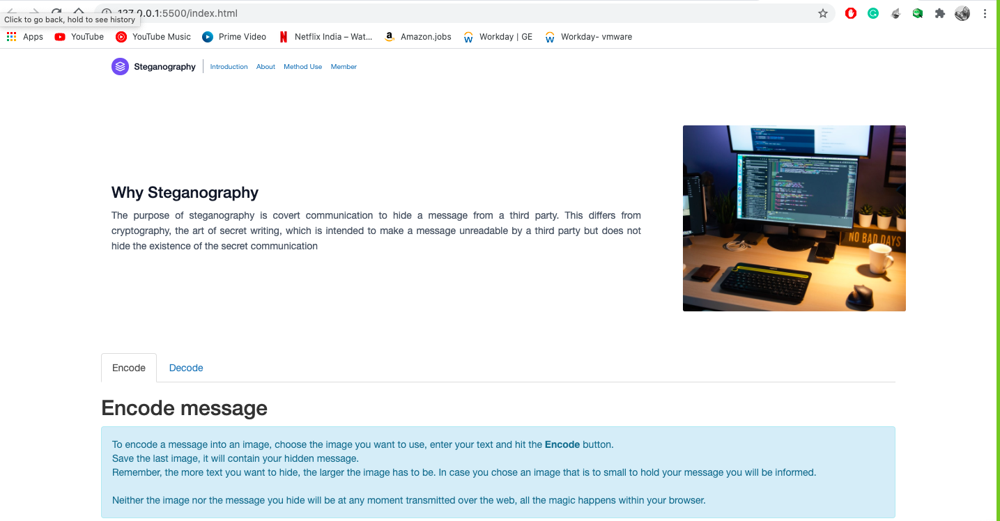 127.0.0.1:5500/index.html
Click to go back, hold to see history
Apps YouTube YouTube Music Prime Video Netflix India – Wat... Amazon.jobs Workday | GE Workday- vmware
Steganography Introduction About Method Use Member
Why Steganography
The purpose of steganography is covert communication to hide a message from a third party. This differs from
cryptography, the art of secret writing, which is intended to make a message unreadable by a third party but does not
hide the existence of the secret communication
NO BAD DAYS
Encode Decode
Encode message
To encode a message into an image, choose the image you want to use, enter your text and hit the Encode button.
Save the last image, it will contain your hidden message.
Remember, the more text you want to hide, the larger the image has to be. In case you chose an image that is to small to hold your message you will be informed.
Neither the image nor the message you hide will be at any moment transmitted over the web, all the magic happens within your browser.